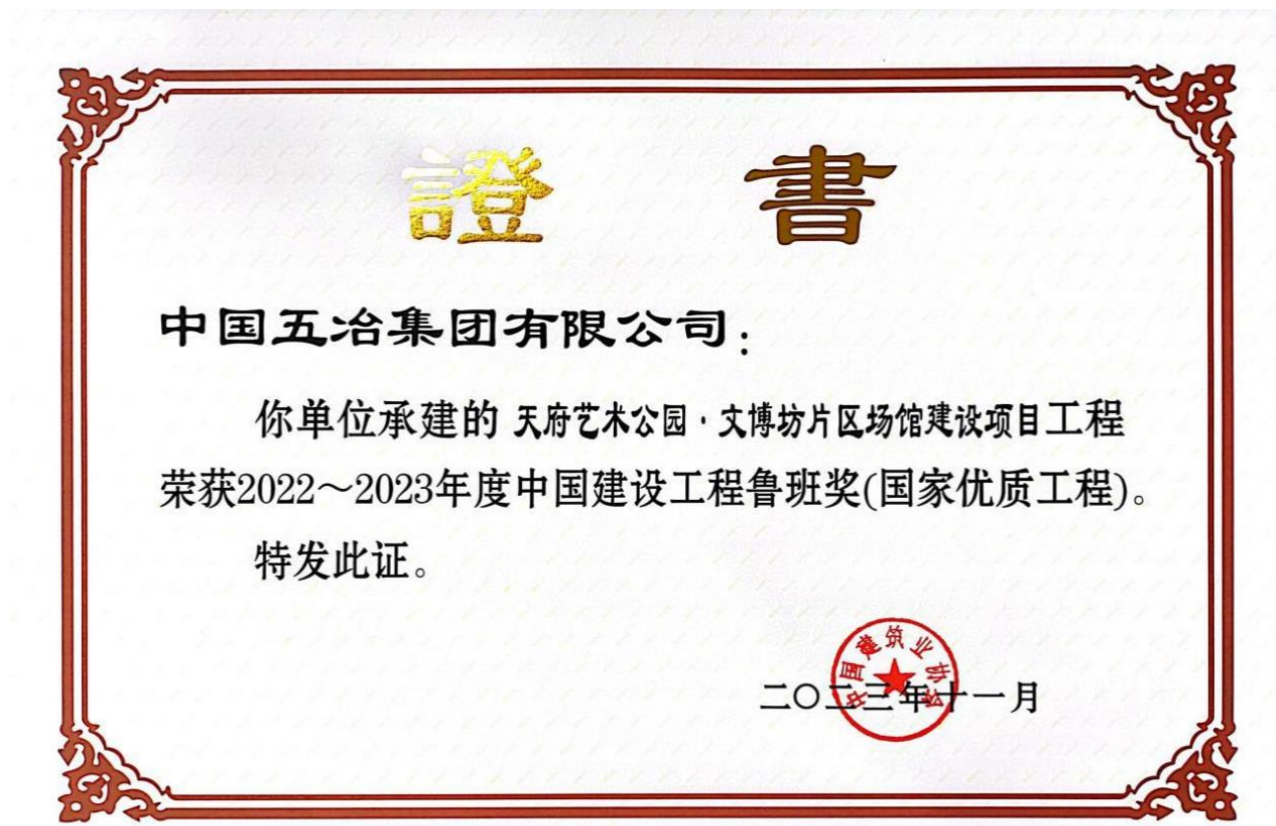 證 書
中国五冶集团有限公司：
你单位承建的 天府艺术公园·文博坊片区场馆建设项目工程
荣获2022～2023年度中国建设工程鲁班奖(国家优质工程)。
特发此证。
中国建筑业协会
二〇二三年十一月